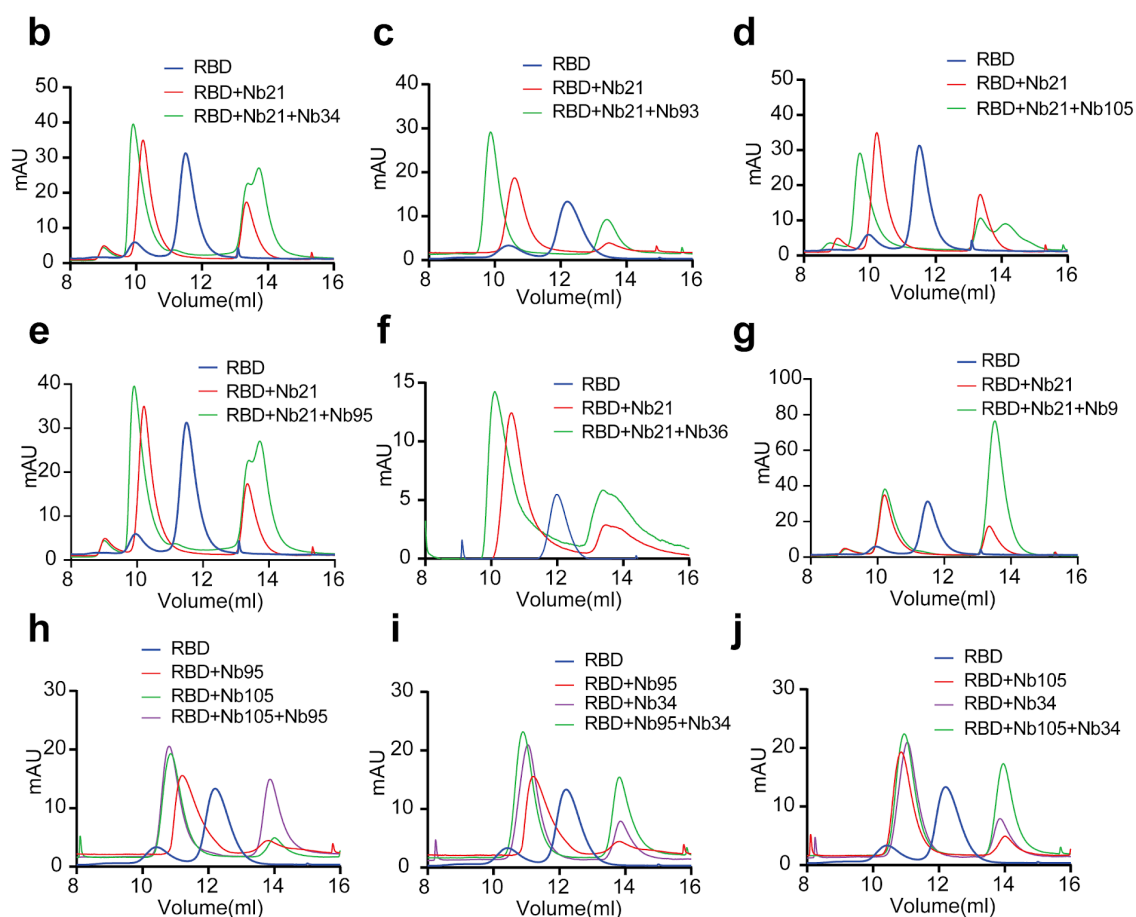 b
RBD
RBD+Nb21
RBD+Nb21+Nb34
50
40
30
20
10
0
mAU
8 10 12 14 16
Volume(ml)
c
RBD
RBD+Nb21
RBD+Nb21+Nb93
40
30
20
10
0
mAU
8 10 12 14 16
Volume(ml)
d
RBD
RBD+Nb21
RBD+Nb21+Nb105
50
40
30
20
10
0
mAU
8 10 12 14 16
Volume(ml)
e
RBD
RBD+Nb21
RBD+Nb21+Nb95
40
30
20
10
0
mAU
8 10 12 14 16
Volume(ml)
f
RBD
RBD+Nb21
RBD+Nb21+Nb36
15
10
5
0
mAU
8 10 12 14 16
Volume(ml)
g
RBD
RBD+Nb21
RBD+Nb21+Nb9
100
80
60
40
20
0
mAU
8 10 12 14 16
Volume(ml)
h
RBD
RBD+Nb95
RBD+Nb105
RBD+Nb105+Nb95
30
20
10
0
mAU
8 10 12 14 16
Volume(ml)
i
RBD
RBD+Nb95
RBD+Nb34
RBD+Nb95+Nb34
30
20
10
0
mAU
8 10 12 14 16
Volume(ml)
j
RBD
RBD+Nb105
RBD+Nb34
RBD+Nb105+Nb34
30
20
10
0
mAU
8 10 12 14 16
Volume(ml)